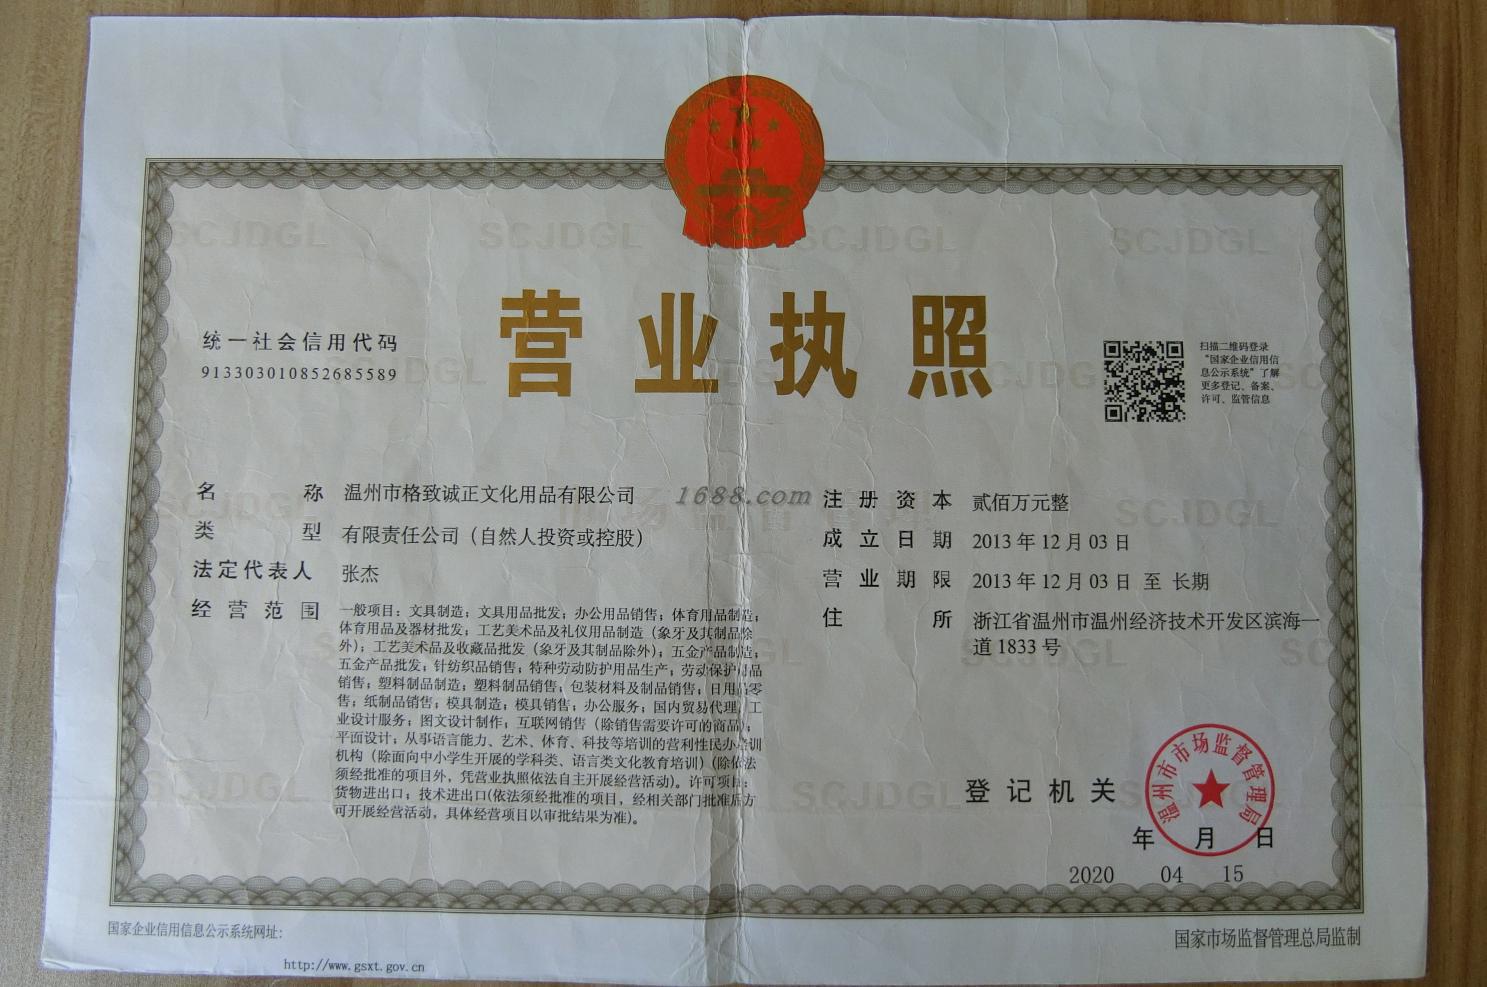 SCJDGL SCJDGL SCJDGL SCJDGL
营业执照
统一社会信用代码
913303010852685589
扫描二维码登录
“国家企业信用信
息公示系统”了解
更多登记、备案、
许可、监管信息
名称 温州市格致诚正文化用品有限公司
1688.com
类型 有限责任公司（自然人投资或控股）
法定代表人 张杰
经营范围 一般项目：文具制造；文具用品批发；办公用品销售；体育用品制造；
体育用品及器材批发；工艺美术品及礼仪用品制造（象牙及其制品除
外）；工艺美术品及收藏品批发（象牙及其制品除外）；五金产品制造；
五金产品批发；针纺织品销售；特种劳动防护用品生产；劳动保护用品
销售；塑料制品制造；塑料制品销售；包装材料及制品销售；日用品零
售；纸制品销售；模具制造；模具销售；办公服务；国内贸易代理；工
业设计服务；图文设计制作；互联网销售（除销售需要许可的商品）；
平面设计；从事语言能力、艺术、体育、科技等培训的营利性民办培训
机构（除面向中小学生开展的学科类、语言类文化教育培训）（除依法
须经批准的项目外，凭营业执照依法自主开展经营活动）。许可项目：
货物进出口；技术进出口(依法须经批准的项目，经相关部门批准后方
可开展经营活动，具体经营项目以审批结果为准)。
注册资本 贰佰万元整
成立日期 2013年12月03日
营业期限 2013年12月03日 至 长期
住所 浙江省温州市温州经济技术开发区滨海一
道1833号
登记机关
温州市市场监督管理局
年 月 日
2020 04 15
国家企业信用信息公示系统网址：
http://www.gsxt.gov.cn
国家市场监督管理总局监制